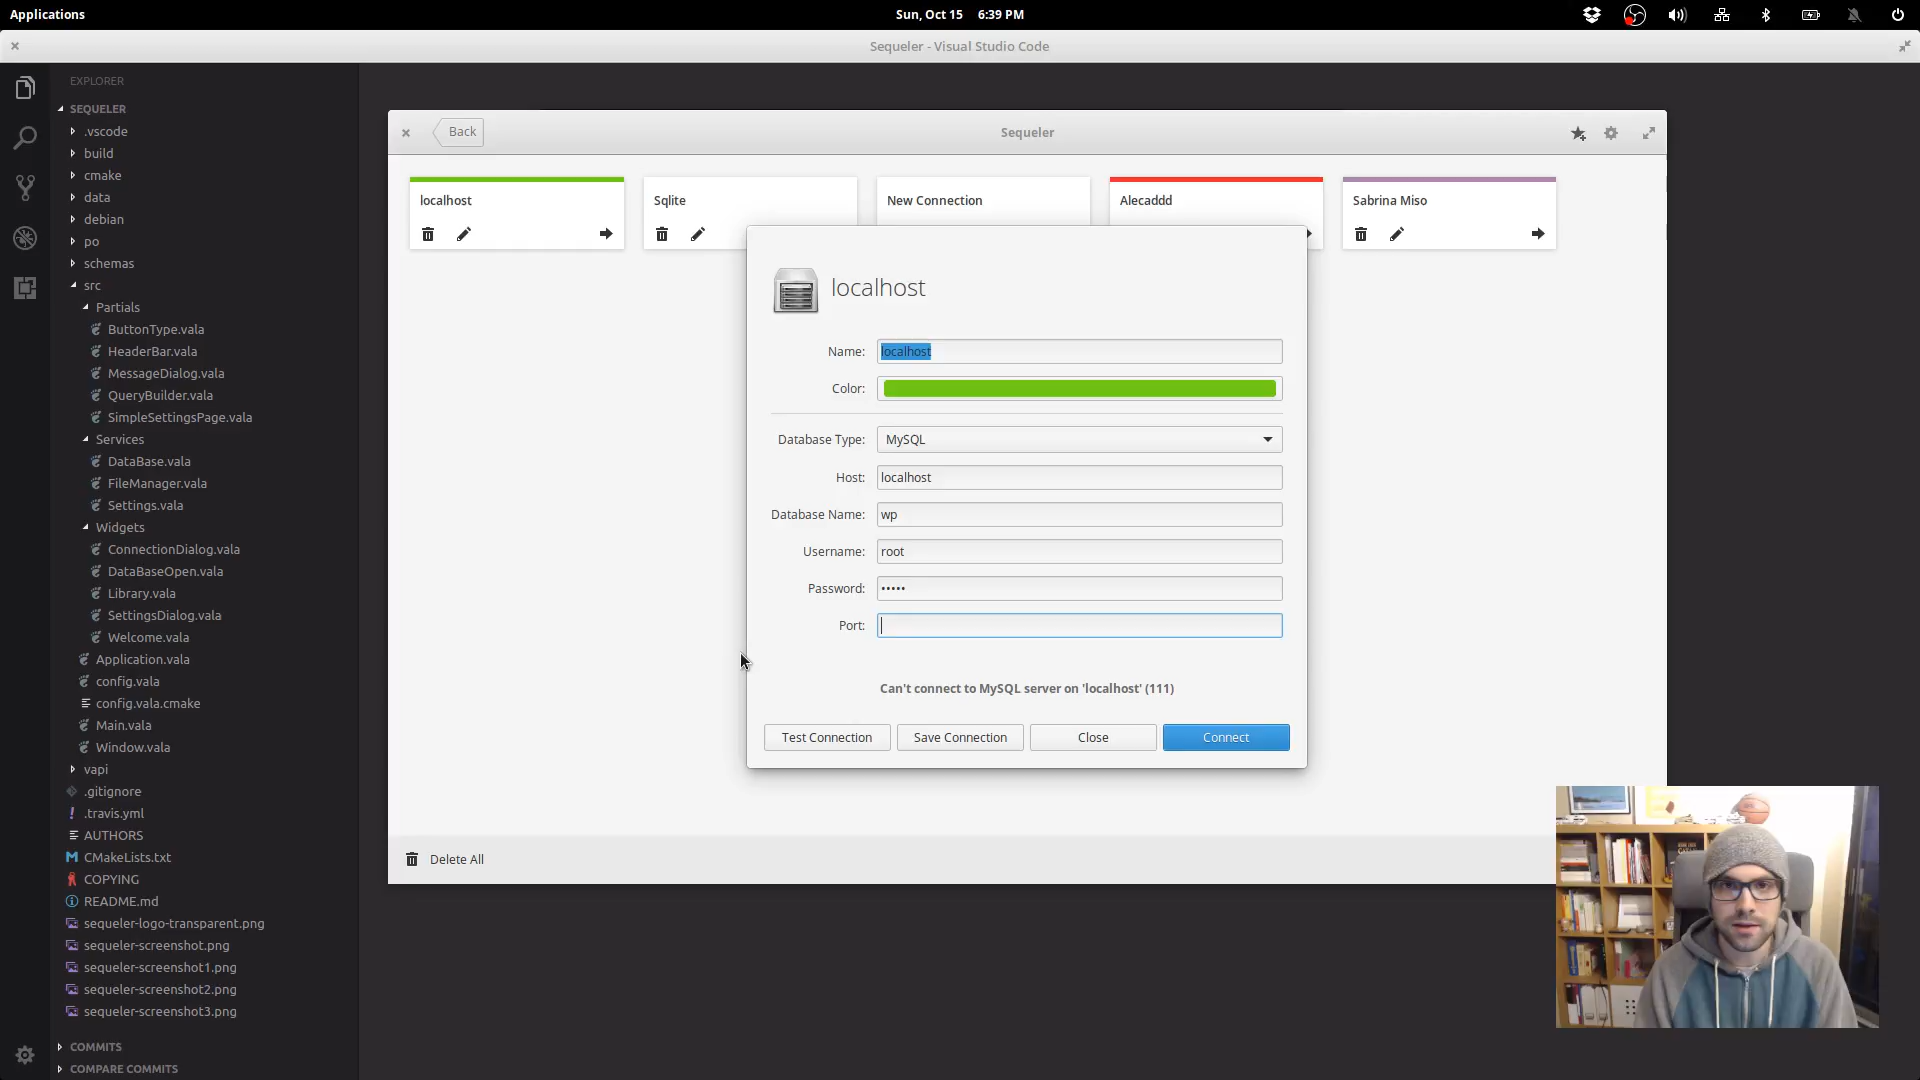 Applications
Sun, Oct 15 6:39 PM
Sequeler - Visual Studio Code
EXPLORER
SEQUELER
.vscode
build
cmake
data
debian
po
schemas
src
Partials
ButtonType.vala
HeaderBar.vala
MessageDialog.vala
QueryBuilder.vala
SimpleSettingsPage.vala
Services
DataBase.vala
FileManager.vala
Settings.vala
Widgets
ConnectionDialog.vala
DataBaseOpen.vala
Library.vala
SettingsDialog.vala
Welcome.vala
Application.vala
config.vala
config.vala.cmake
Main.vala
Window.vala
vapi
.gitignore
.travis.yml
AUTHORS
CMakeLists.txt
COPYING
README.md
sequeler-logo-transparent.png
sequeler-screenshot.png
sequeler-screenshot1.png
sequeler-screenshot2.png
sequeler-screenshot3.png
COMMITS
COMPARE COMMITS
Back
Sequeler
localhost
Sqlite
New Connection
Alecaddd
Sabrina Miso
localhost
Name: localhost
Color:
Database Type: MySQL
Host: localhost
Database Name: wp
Username: root
Password: •••••
Port:
Can't connect to MySQL server on 'localhost' (111)
Test Connection Save Connection Close Connect
Delete All